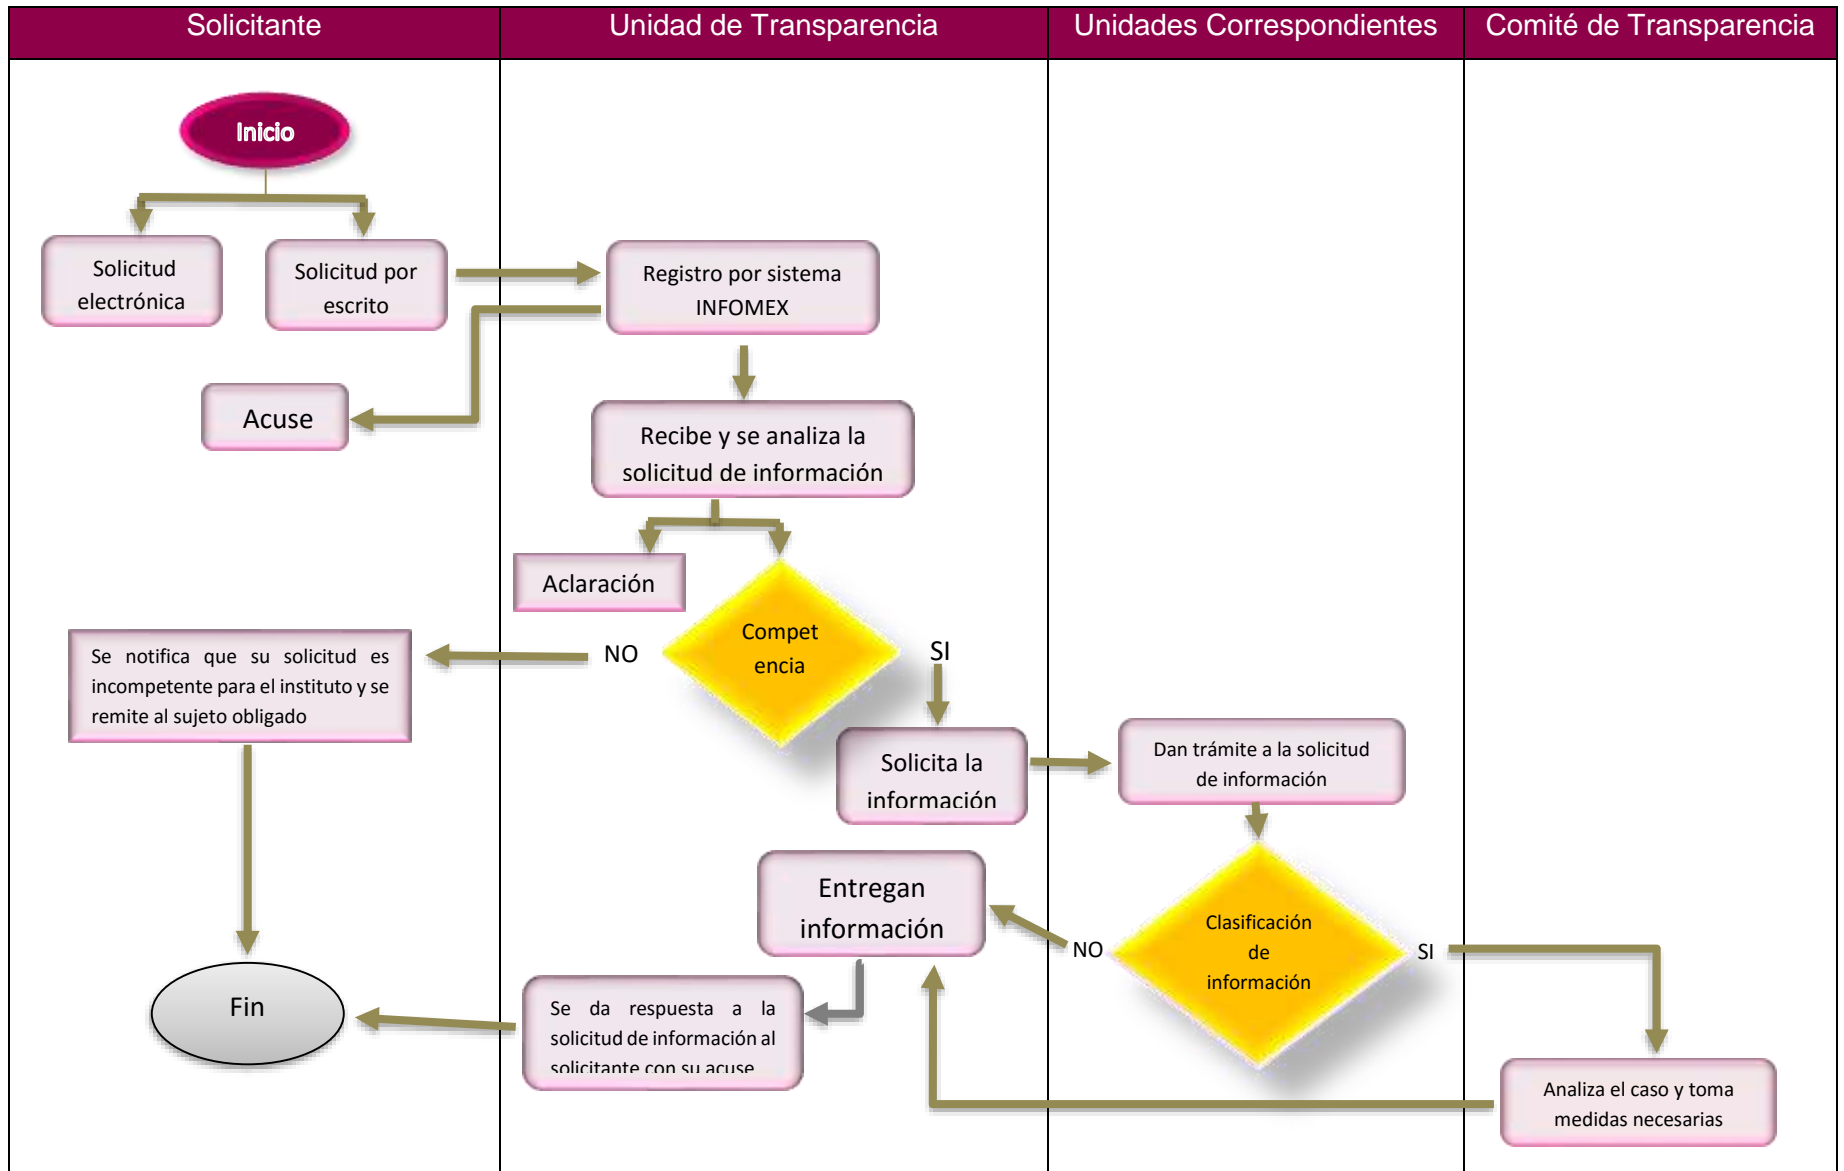 Solicitante
Unidad de Transparencia
Unidades Correspondientes
Comité de Transparencia
Inicio
Solicitud
electrónica
Solicitud por
escrito
Registro por sistema
INFOMEX
Acuse
Recibe y se analiza la
solicitud de información
Aclaración
Compet
encia
NO
SI
Se notifica que su solicitud es
incompetente para el instituto y se
remite al sujeto obligado
Solicita la
información
Dan trámite a la solicitud
de información
Entregan
información
Clasificación
de
información
NO
SI
Fin
Se da respuesta a la
solicitud de información al
solicitante con su acuse
Analiza el caso y toma
medidas necesarias